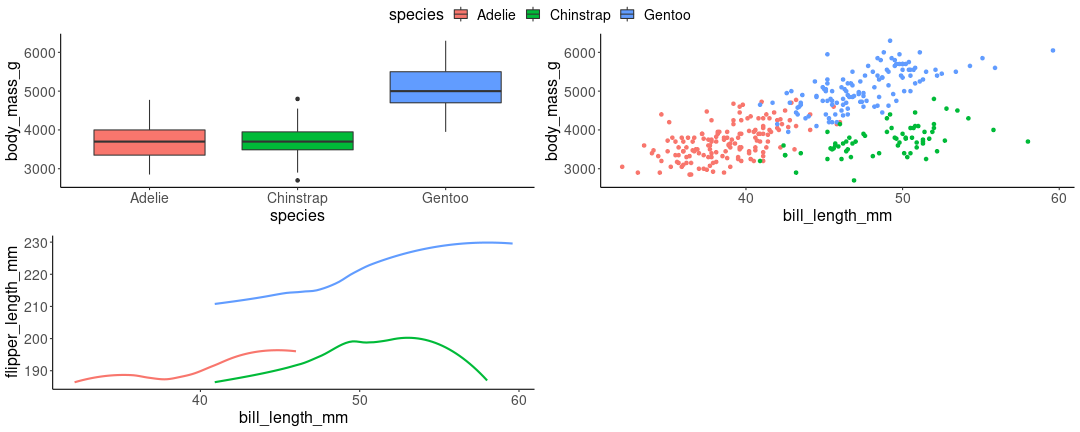 species Adelie Chinstrap Gentoo
body_mass_g
6000
5000
4000
3000
Adelie Chinstrap Gentoo
species
body_mass_g
6000
5000
4000
3000
40 50 60
bill_length_mm
flipper_length_mm
230
220
210
200
190
40 50 60
bill_length_mm